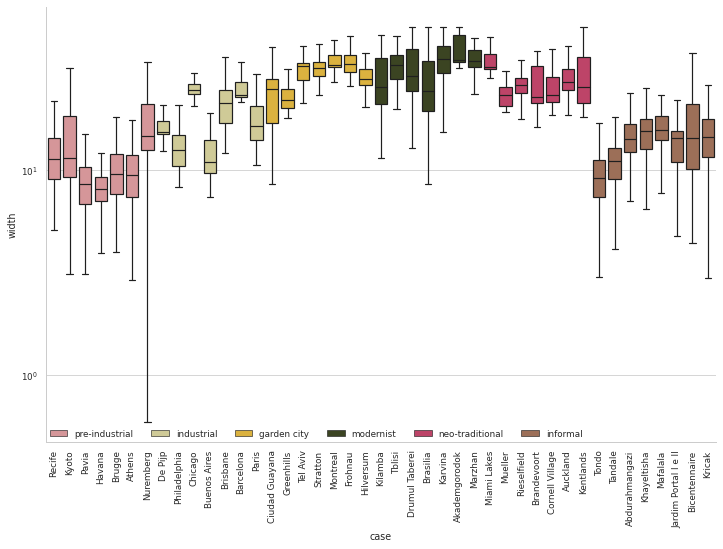 10¹
width
10⁰
pre-industrial industrial garden city modernist neo-traditional informal
Recife Kyoto Pavia Havana Brugge Athens Nuremberg De Pijp Philadelphia Chicago Buenos Aires Brisbane Barcelona Paris Ciudad Guayana Greenhills Tel Aviv Stratton Montreal Frohnau Hilversum Kilamba Tblisi Drumul Taberei Brasilia Karvina Akademgorodok Marzhan Miami Lakes Mueller Rieselfield Brandevoort Cornell Village Auckland Kentlands Tondo Tandale Abdurahmangazi Khayeltisha Mafalala Jardim Portal I e II Bicentennaire Kricak
case